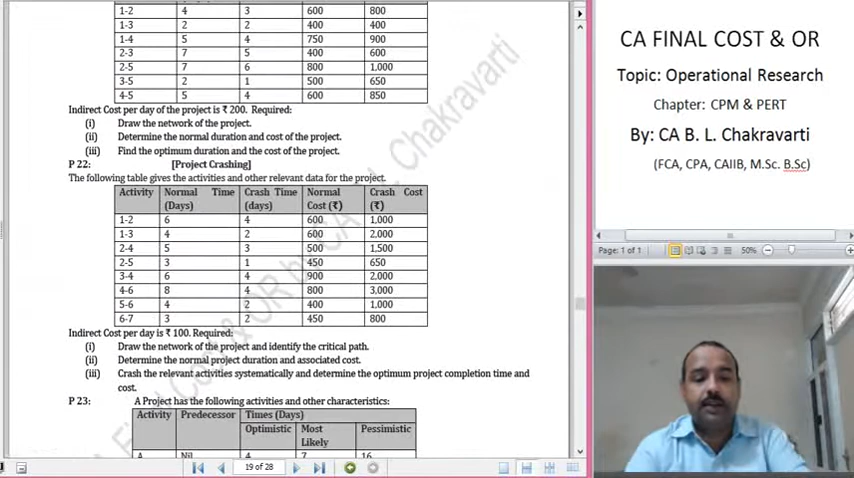 1-2 4 3 600 800
1-3 2 2 400 400
1-4 5 4 750 900
2-3 7 5 400 600
2-5 7 6 800 1,000
3-5 2 1 500 650
4-5 5 4 600 850
Indirect Cost per day of the project is ₹ 200. Required:
(i) Draw the network of the project.
(ii) Determine the normal duration and cost of the project.
(iii) Find the optimum duration and the cost of the project.
P 22: [Project Crashing]
The following table gives the activities and other relevant data for the project.
Activity Normal Time Crash Time Normal Crash Cost
(Days) (days) Cost (₹) (₹)
1-2 6 4 600 1,000
1-3 4 2 600 2,000
2-4 5 3 500 1,500
2-5 3 1 450 650
3-4 6 4 900 2,000
4-6 8 4 800 3,000
5-6 4 2 400 1,000
6-7 3 2 450 800
Indirect Cost per day is ₹ 100. Required:
(i) Draw the network of the project and identify the critical path.
(ii) Determine the normal project duration and associated cost.
(iii) Crash the relevant activities systematically and determine the optimum project completion time and
cost.
P 23: A Project has the following activities and other characteristics:
Activity Predecessor Times (Days)
Optimistic Most Pessimistic
Likely
A Nil 4 7 16
19 of 28
CA FINAL COST & OR
Topic: Operational Research
Chapter: CPM & PERT
By: CA B. L. Chakravarti
(FCA, CPA, CAIIB, M.Sc. B.Sc)
Page: 1 of 1
50%
Cost & OR by CA B. L. Chakravarti